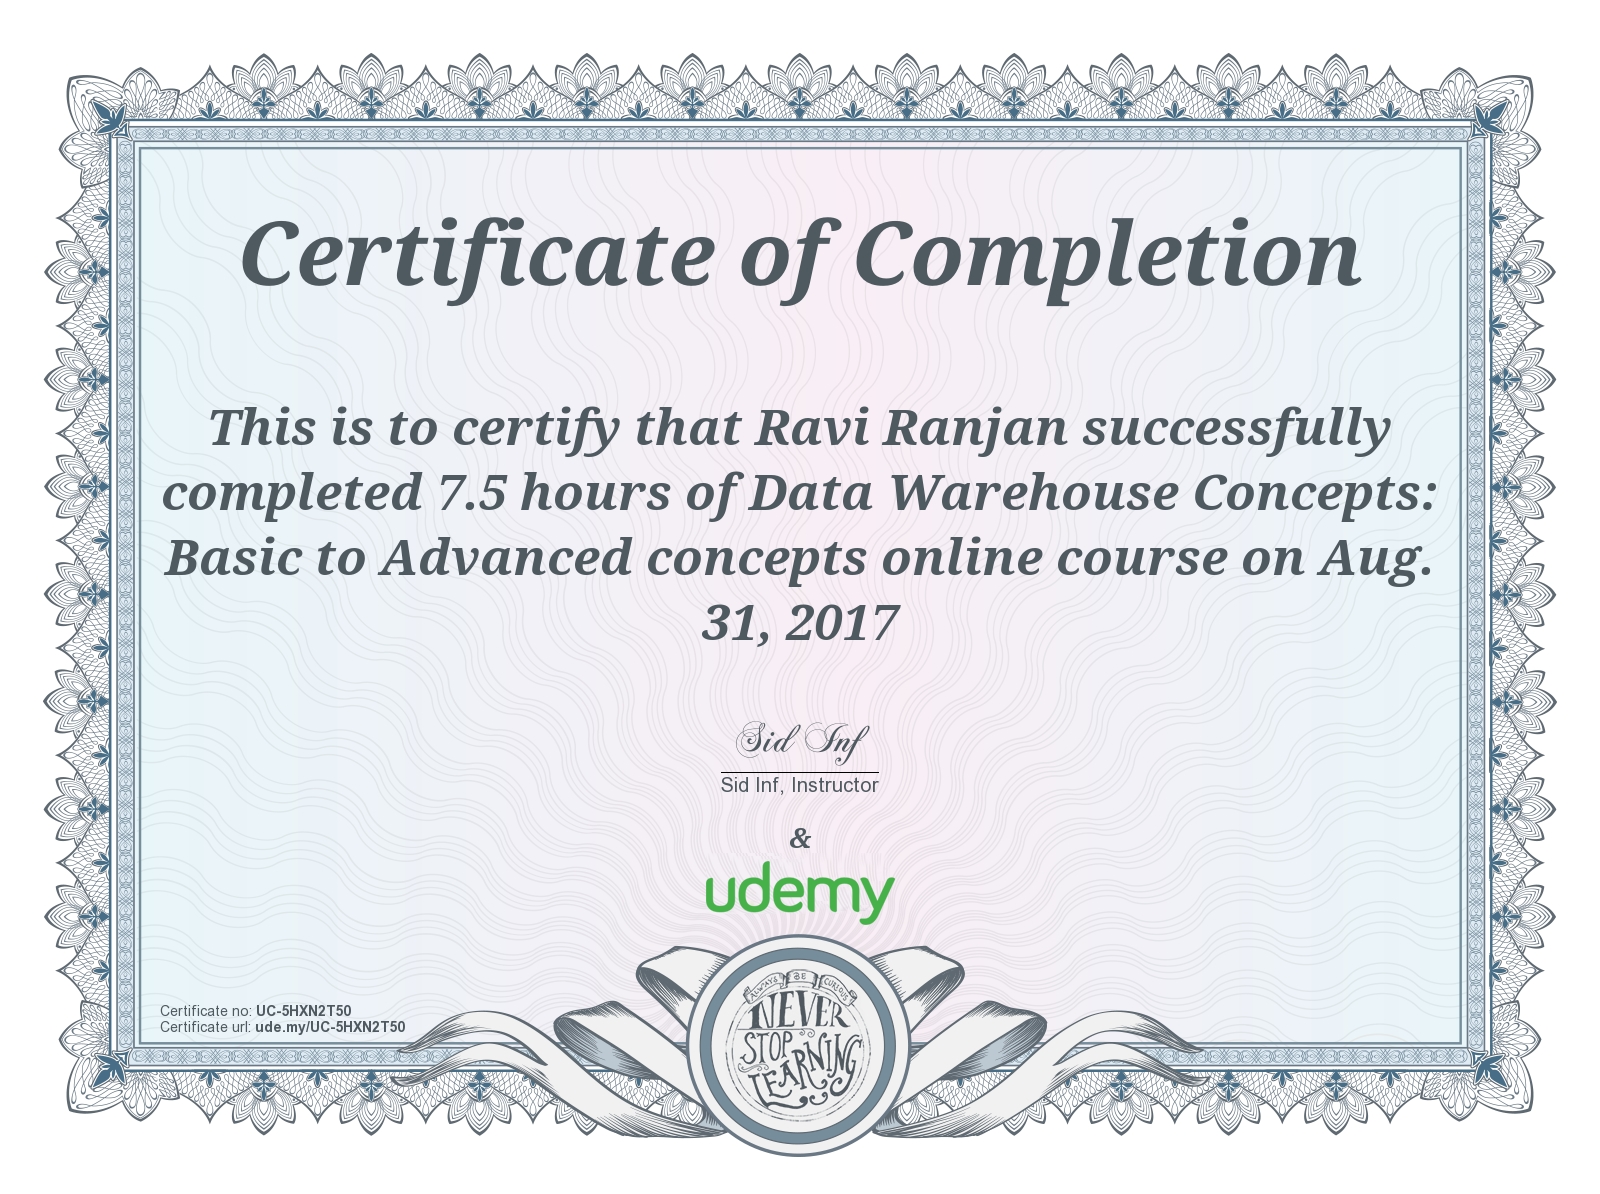 Certificate of Completion
This is to certify that Ravi Ranjan successfully
completed 7.5 hours of Data Warehouse Concepts:
Basic to Advanced concepts online course on Aug.
31, 2017
Sid Inf
Sid Inf, Instructor
&
udemy
Certificate no: UC-5HXN2T50
Certificate url: ude.my/UC-5HXN2T50
ALWAYS BE CURIOUS
NEVER
STOP
LEARNING